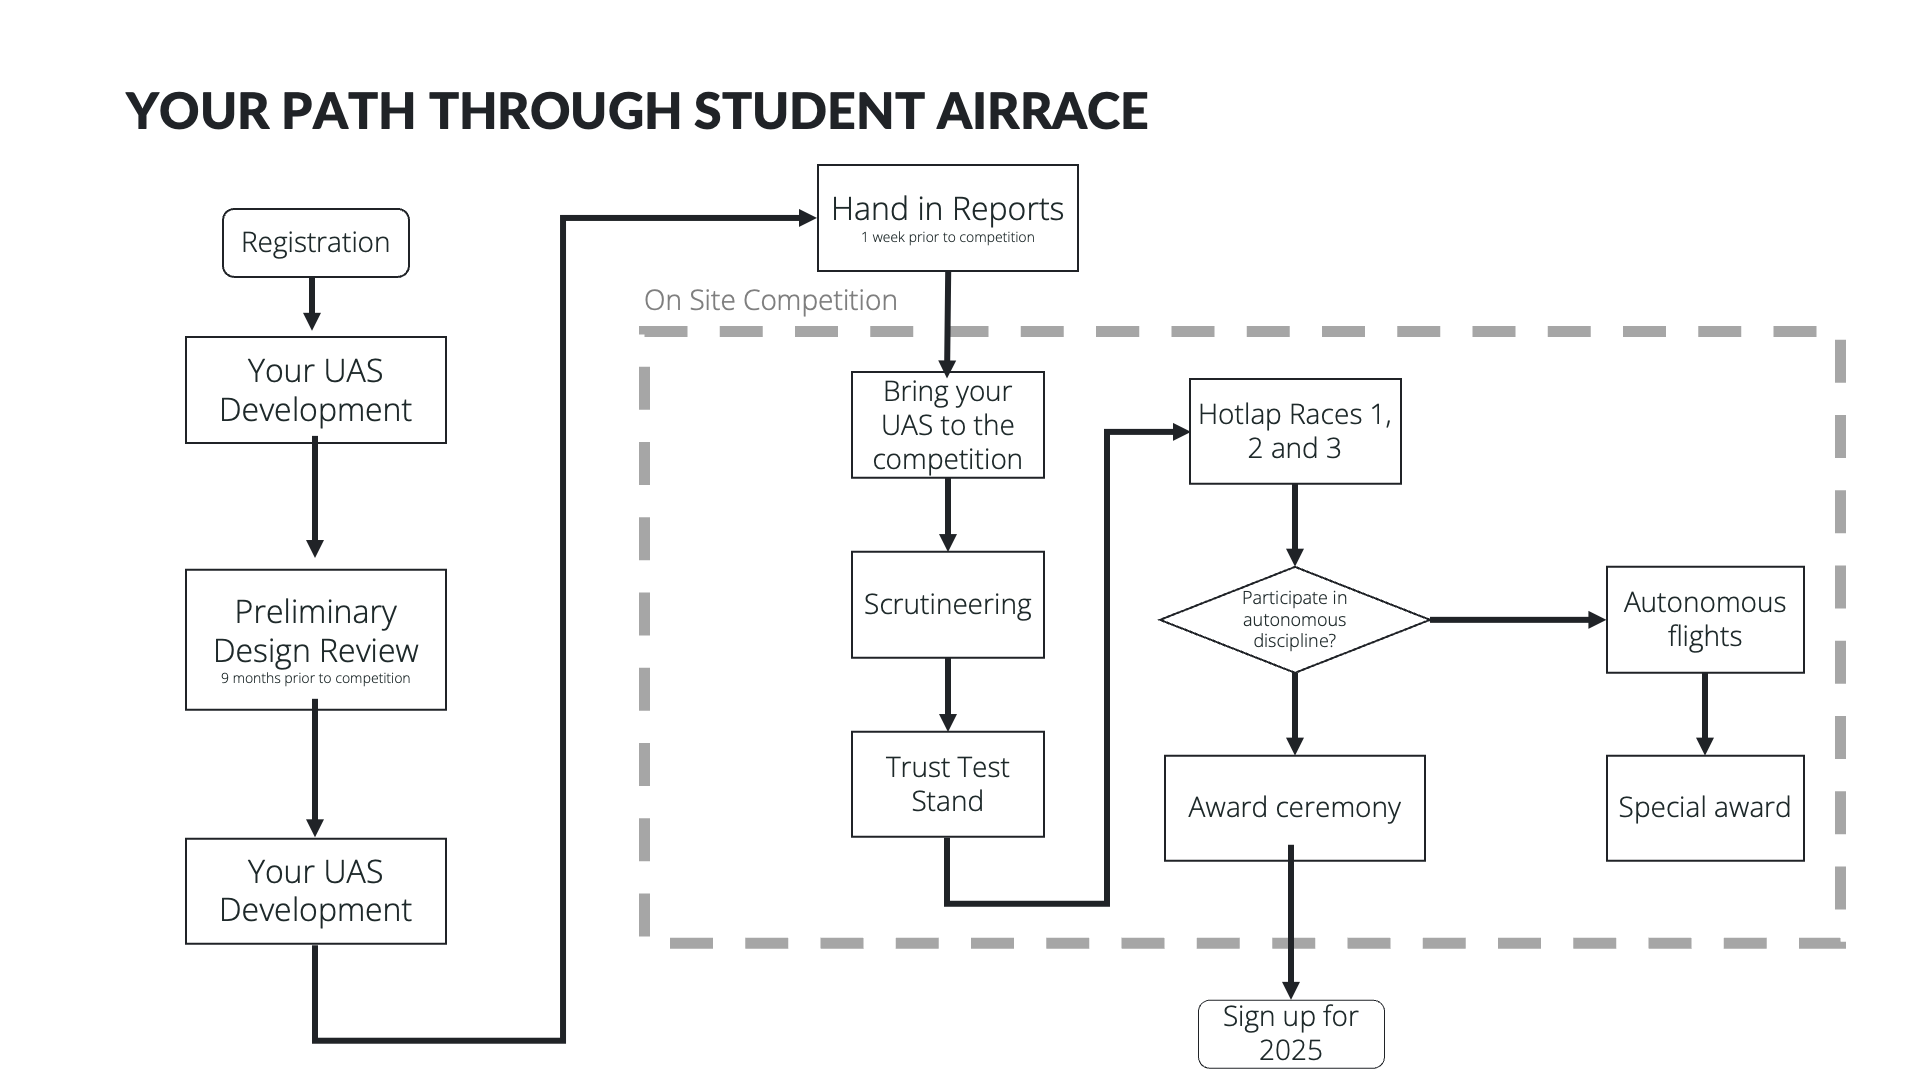 YOUR PATH THROUGH STUDENT AIRRACE
Registration
Your UAS
Development
Preliminary
Design Review
9 months prior to competition
Your UAS
Development
Hand in Reports
1 week prior to competition
On Site Competition
Bring your
UAS to the
competition
Scrutineering
Trust Test
Stand
Hotlap Races 1,
2 and 3
Participate in
autonomous
discipline?
Autonomous
flights
Award ceremony
Special award
Sign up for
2025